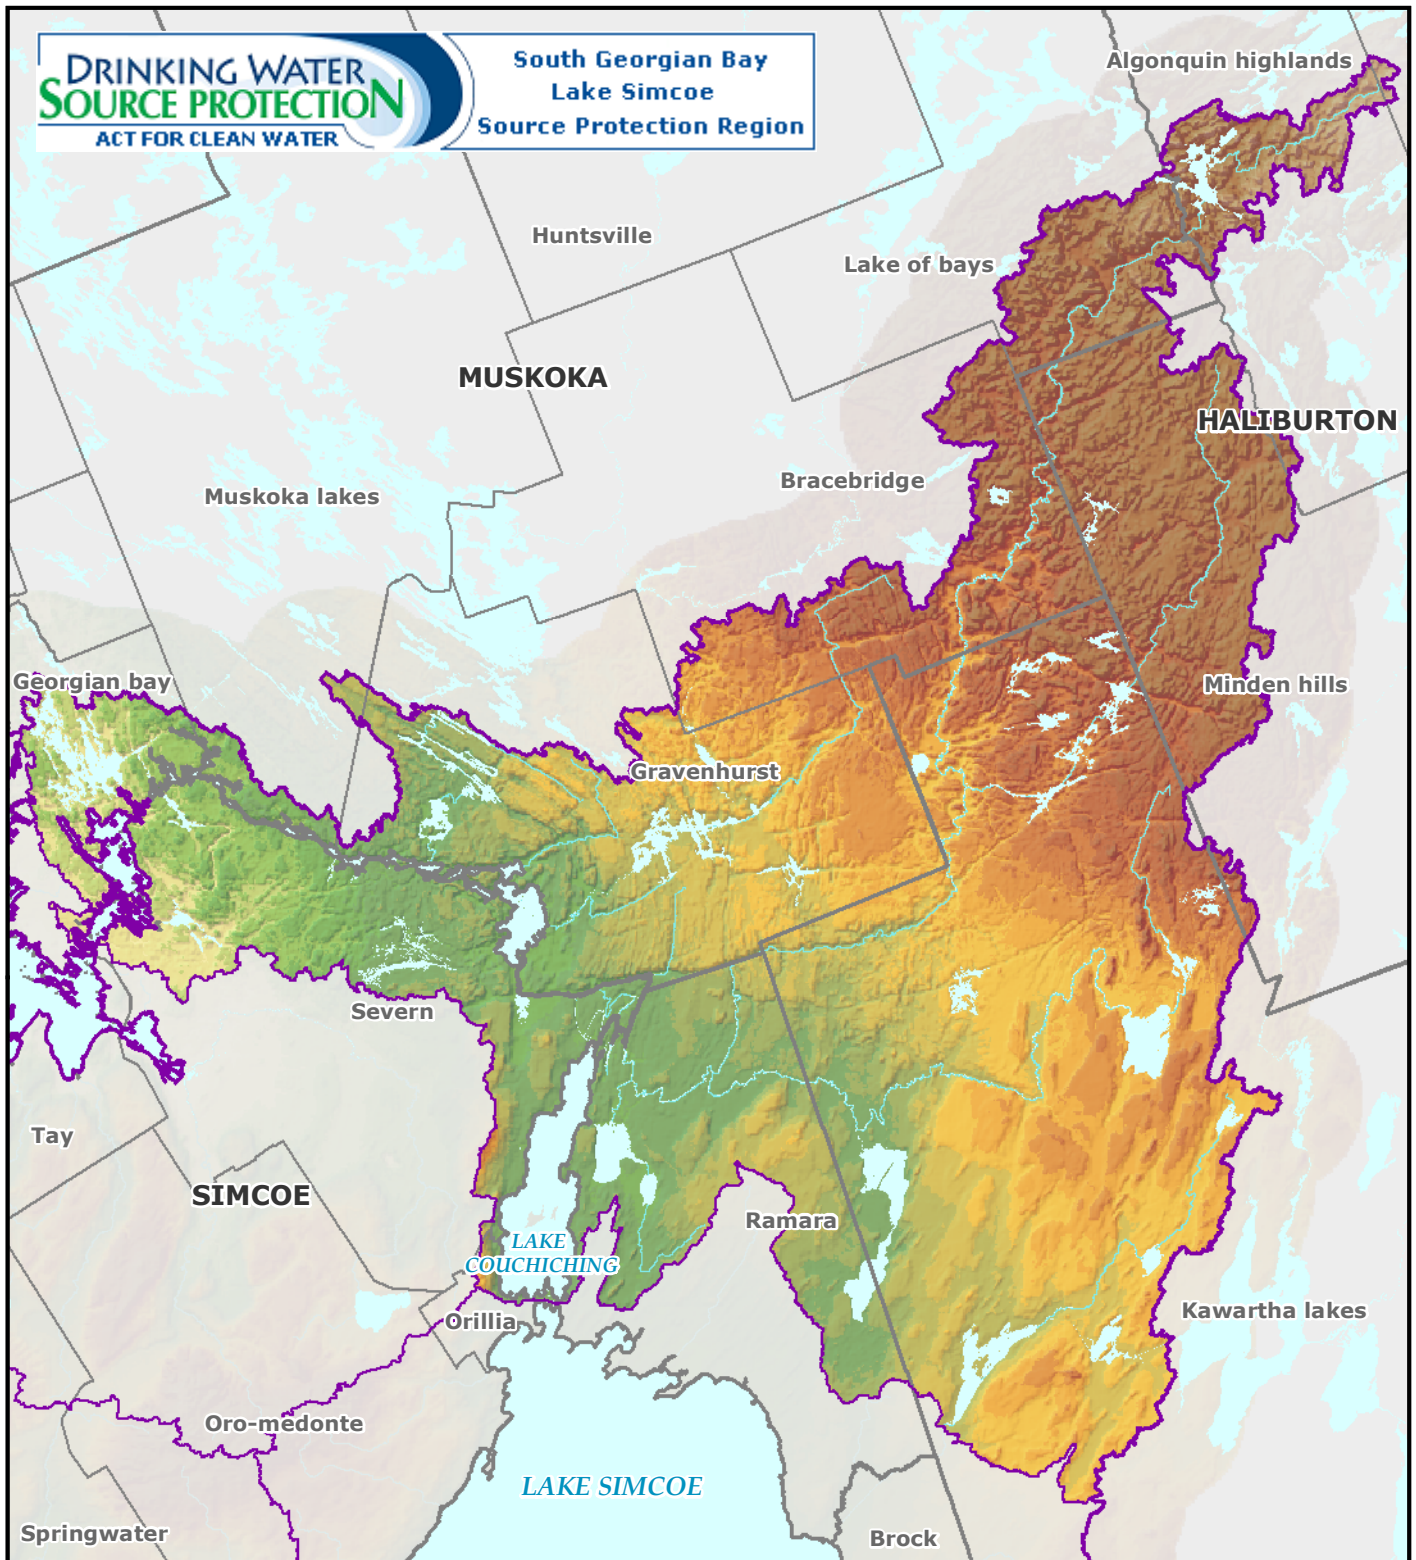 DRINKING WATER
SOURCE PROTECTION
ACT FOR CLEAN WATER
South Georgian Bay
Lake Simcoe
Source Protection Region
Algonquin highlands
Huntsville
Lake of bays
MUSKOKA
HALIBURTON
Bracebridge
Muskoka lakes
Georgian bay
Minden hills
Gravenhurst
Severn
Tay
SIMCOE
Ramara
LAKE
COUCHICHING
Kawartha lakes
Orillia
Oro-medonte
LAKE SIMCOE
Springwater
Brock